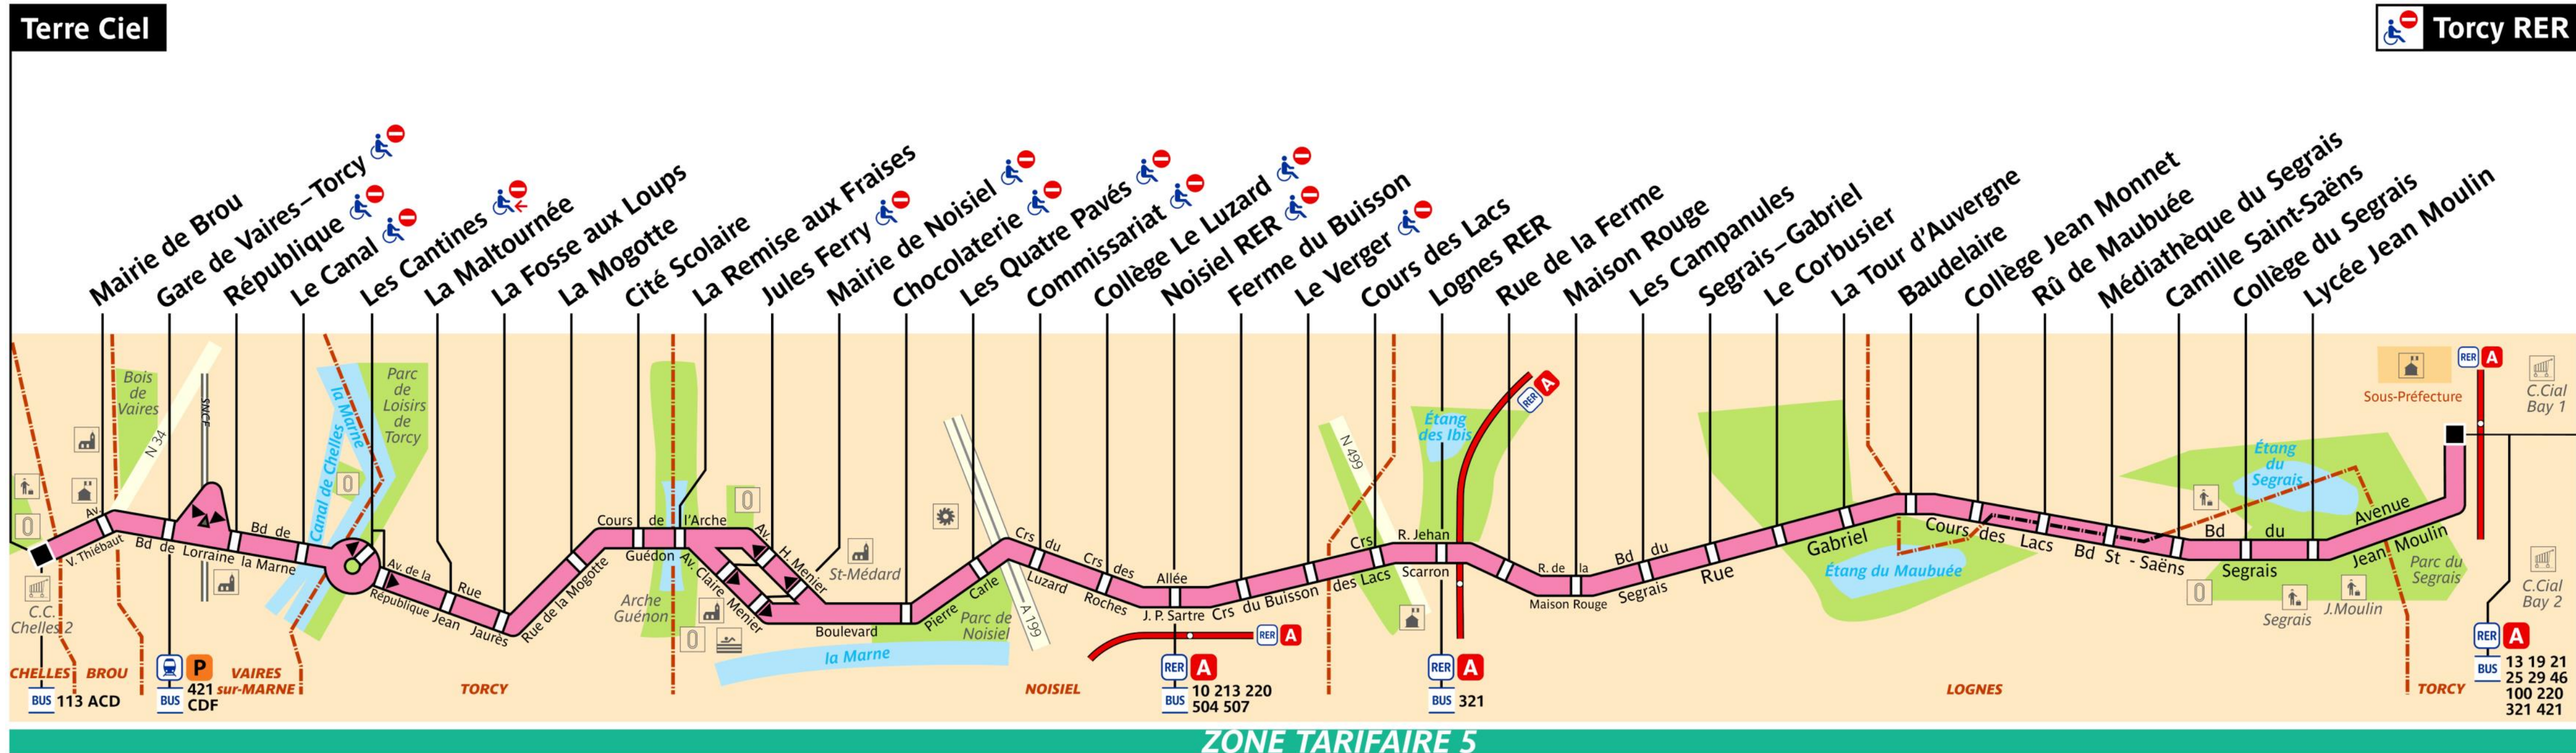 Terre Ciel
Torcy RER
Mairie de Brou
Gare de Vaires–Torcy
République
Le Canal
Les Cantines
La Maltournée
La Fosse aux Loups
La Mogotte
Cité Scolaire
La Remise aux Fraises
Jules Ferry
Mairie de Noisiel
Chocolaterie
Les Quatre Pavés
Commissariat
Collège Le Luzard
Noisiel RER
Ferme du Buisson
Le Verger
Cours des Lacs
Lognes RER
Rue de la Ferme
Maison Rouge
Les Campanules
Segrais–Gabriel
Le Corbusier
La Tour d'Auvergne
Baudelaire
Collège Jean Monnet
Rû de Maubuée
Médiathèque du Segrais
Camille Saint-Saëns
Collège du Segrais
Lycée Jean Moulin
Bois
de
Vaires
N 34
SNCF
la Marne
Canal de Chelles
Parc
de
Loisirs
de
Torcy
Av.
V. Thiébaut
Bd de Lorraine
Bd de
la Marne
Av. de la
République
Rue
Jean Jaurès
Rue de la Mogotte
Cours de l'Arche
Guédon
Av. Claire Menier
Av. H. Menier
St-Médard
Arche
Guénon
Boulevard
Pierre Carle
Parc de
Noisiel
A 199
la Marne
Crs du
Luzard
Crs des
Roches
Allée
J. P. Sartre
Crs du Buisson
Crs
des Lacs
N 499
R. Jehan
Scarron
Étang
des Ibis
RER A
RER A
R. de la
Maison Rouge
Bd du
Segrais
Rue
Gabriel
Étang du Maubuée
Cours des Lacs
Bd St - Saëns
Étang
du
Segrais
Bd du
Segrais
Segrais
J.Moulin
Avenue
Jean Moulin
Parc du
Segrais
Sous-Préfecture
RER A
C.Cial
Bay 1
C.Cial
Bay 2
C.C.
Chelles 2
CHELLES
BROU
VAIRES
sur-MARNE
TORCY
NOISIEL
LOGNES
TORCY
BUS 113 ACD
P
BUS 421
CDF
RER A
BUS 10 213 220
504 507
RER A
BUS 321
RER A
BUS 13 19 21
25 29 46
100 220
321 421
ZONE TARIFAIRE 5